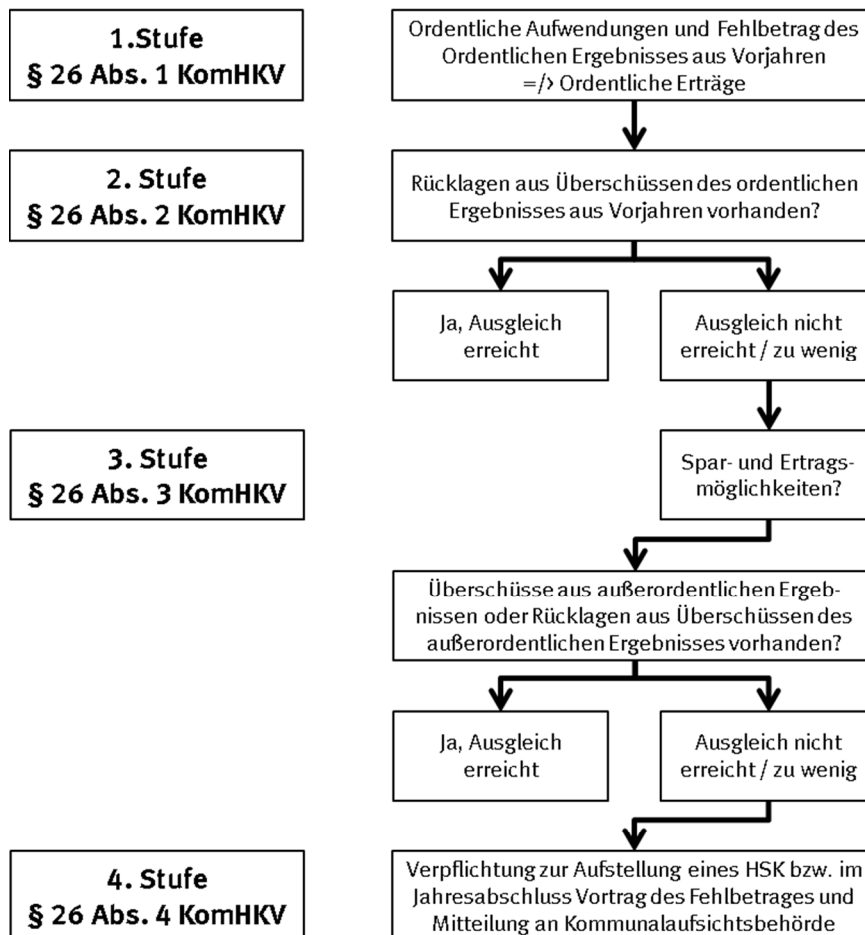 1.Stufe
§ 26 Abs. 1 KomHKV
Ordentliche Aufwendungen und Fehlbetrag des
Ordentlichen Ergebnisses aus Vorjahren
=/> Ordentliche Erträge
2. Stufe
§ 26 Abs. 2 KomHKV
Rücklagen aus Überschüssen des ordentlichen
Ergebnisses aus Vorjahren vorhanden?
Ja, Ausgleich
erreicht
Ausgleich nicht
erreicht / zu wenig
3. Stufe
§ 26 Abs. 3 KomHKV
Spar- und Ertrags-
möglichkeiten?
Überschüsse aus außerordentlichen Ergeb-
nissen oder Rücklagen aus Überschüssen des
außerordentlichen Ergebnisses vorhanden?
Ja, Ausgleich
erreicht
Ausgleich nicht
erreicht / zu wenig
4. Stufe
§ 26 Abs. 4 KomHKV
Verpflichtung zur Aufstellung eines HSK bzw. im
Jahresabschluss Vortrag des Fehlbetrages und
Mitteilung an Kommunalaufsichtsbehörde